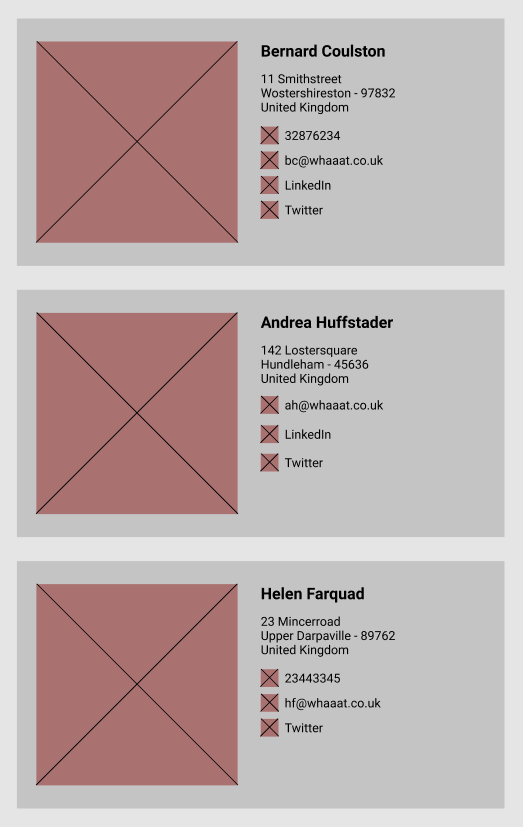 Bernard Coulston
11 Smithstreet
Wostershireston - 97832
United Kingdom
32876234
bc@whaaat.co.uk
LinkedIn
Twitter
Andrea Huffstader
142 Lostersquare
Hundleham - 45636
United Kingdom
ah@whaaat.co.uk
LinkedIn
Twitter
Helen Farquad
23 Mincerroad
Upper Darpaville - 89762
United Kingdom
23443345
hf@whaaat.co.uk
Twitter